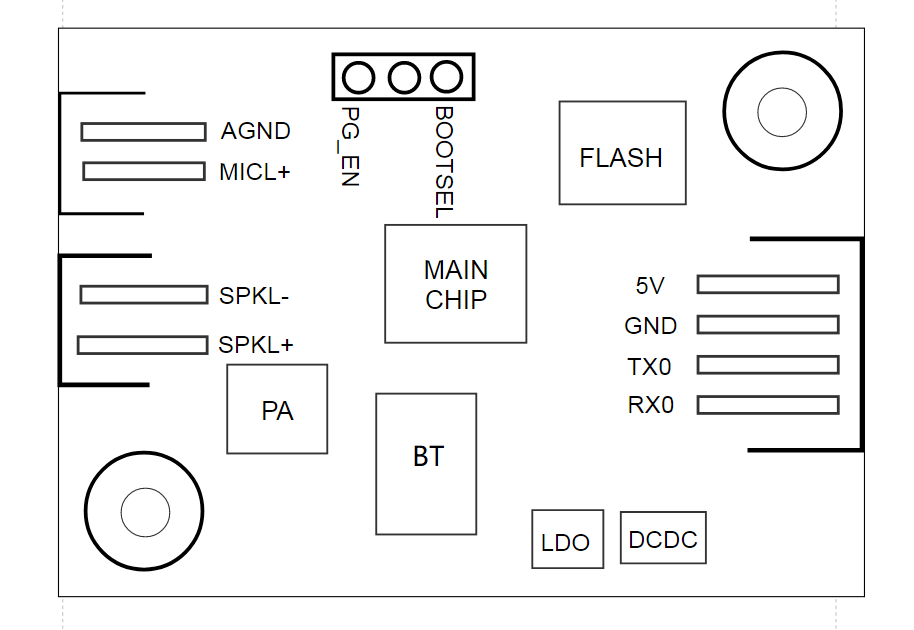 AGND
MICL+
PG_EN
BOOTSEL
FLASH
MAIN
CHIP
SPKL-
SPKL+
5V
GND
TX0
RX0
PA
BT
LDO
DCDC